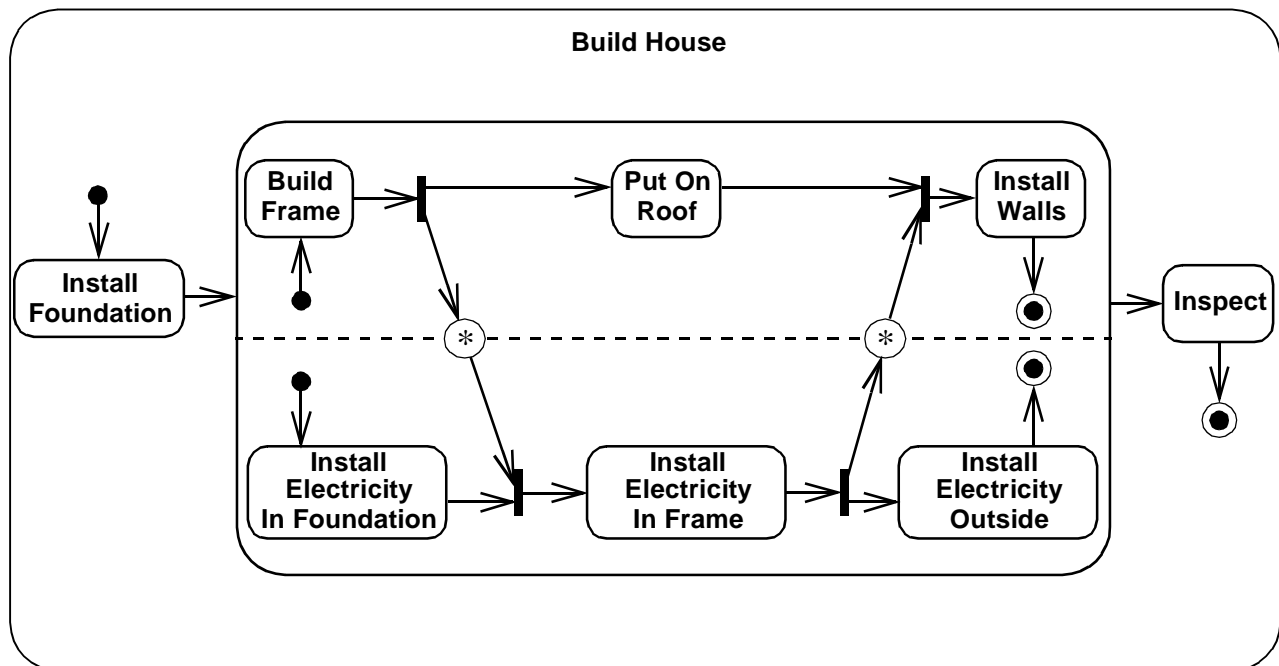 Build House
Build
Frame
Put On
Roof
Install
Walls
Install
Foundation
Inspect
*
*
Install
Electricity
In Foundation
Install
Electricity
In Frame
Install
Electricity
Outside